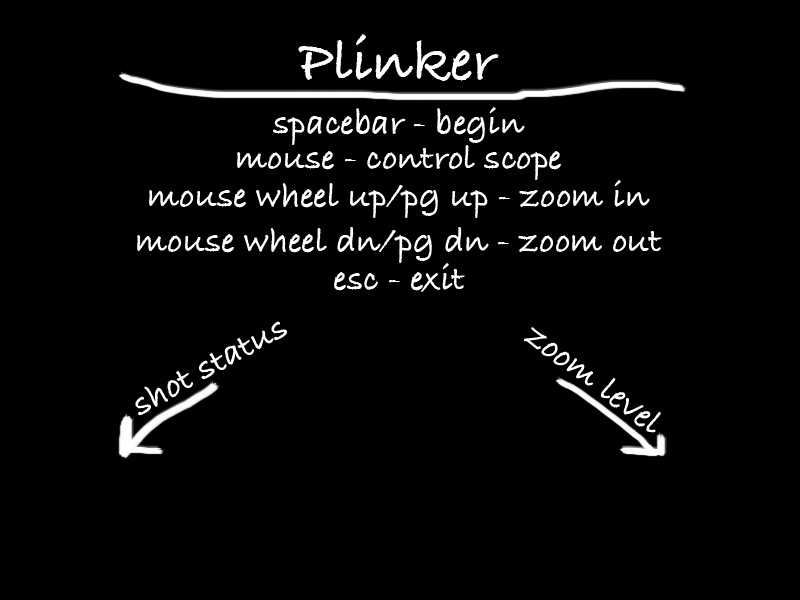 Plinker
spacebar - begin
mouse - control scope
mouse wheel up/pg up - zoom in
mouse wheel dn/pg dn - zoom out
esc - exit
shot status
zoom level